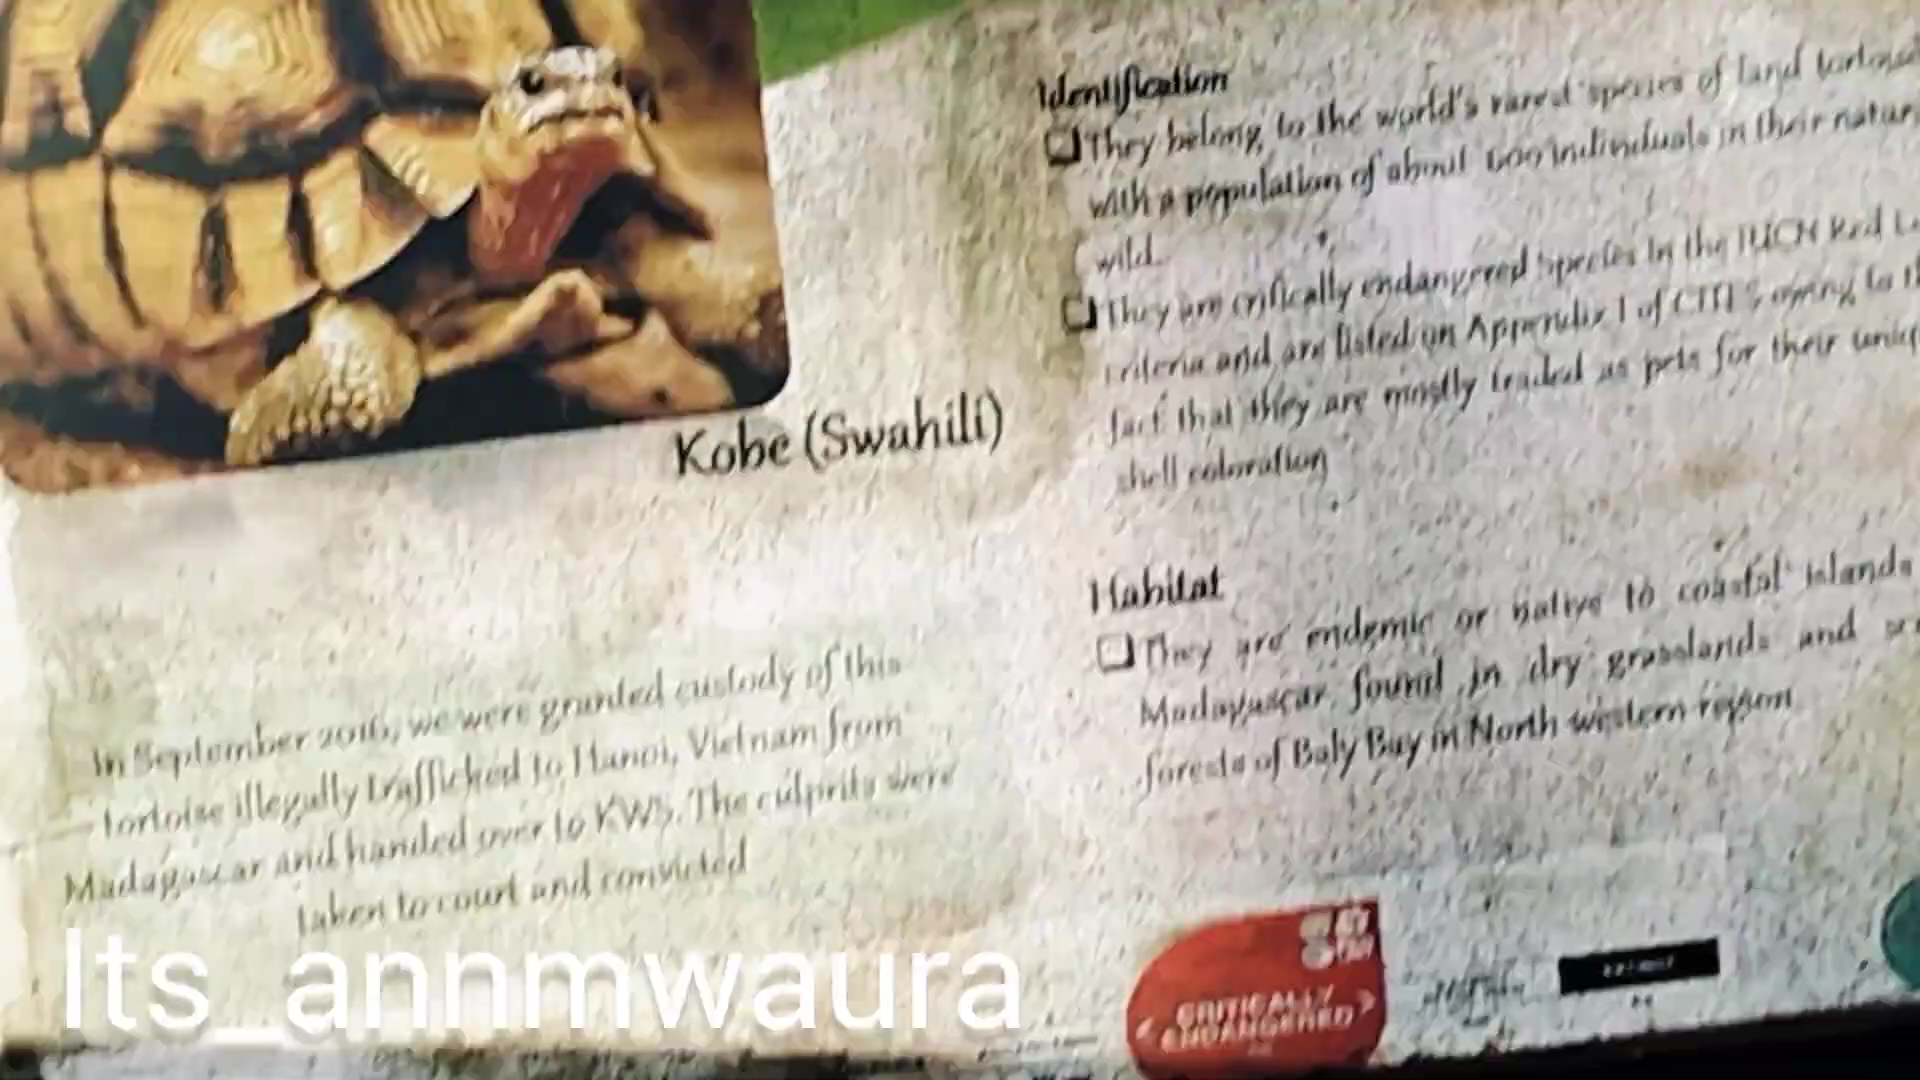 Kobe (Swahili)
In September 2016, we were granted custody of this
tortoise illegally trafficked to Hanoi, Vietnam from
Madagascar and handed over to KWS. The culprits were
taken to court and convicted
Identification
They belong to the world's rarest species of land
with a population of about 600 individuals in their
wild.
They are critically endangered species in the IUCN Red
criteria and are listed on Appendix I of CITES owing to
fact that they are mostly traded as pets for their
shell coloration
Habitat
They are endemic or native to coastal islands
Madagascar found in dry grasslands and
forests of Baly Bay in North western region
CRITICALLY
ENDANGERED
Its_annmwaura